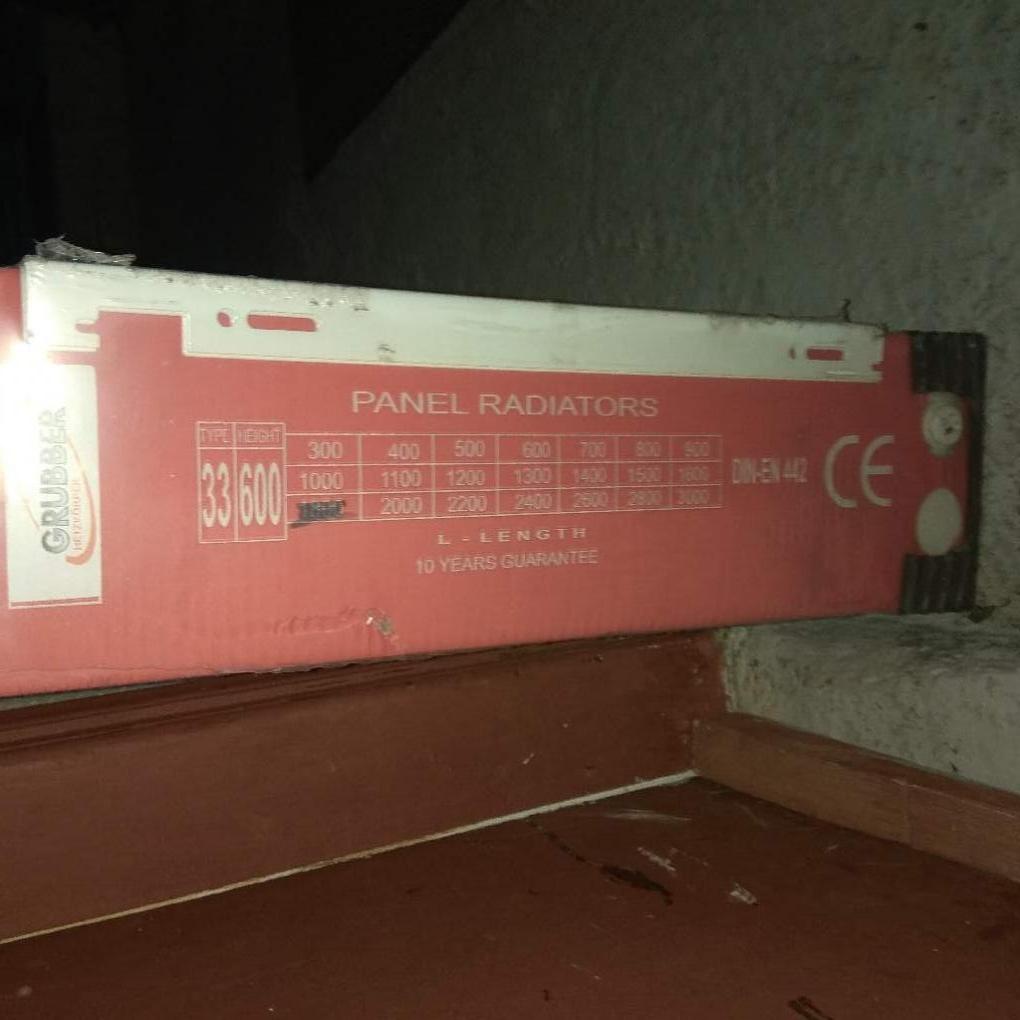 GRUBBER
HEIZKÖRPER
PANEL RADIATORS
TYPE HEIGHT
33 600
300 400 500 600 700 800 900
1000 1100 1200 1300 1400 1500 1600
2000 2200 2400 2600 2800 3000
L - LENGTH
10 YEARS GUARANTEE
DIN-EN 442
CE